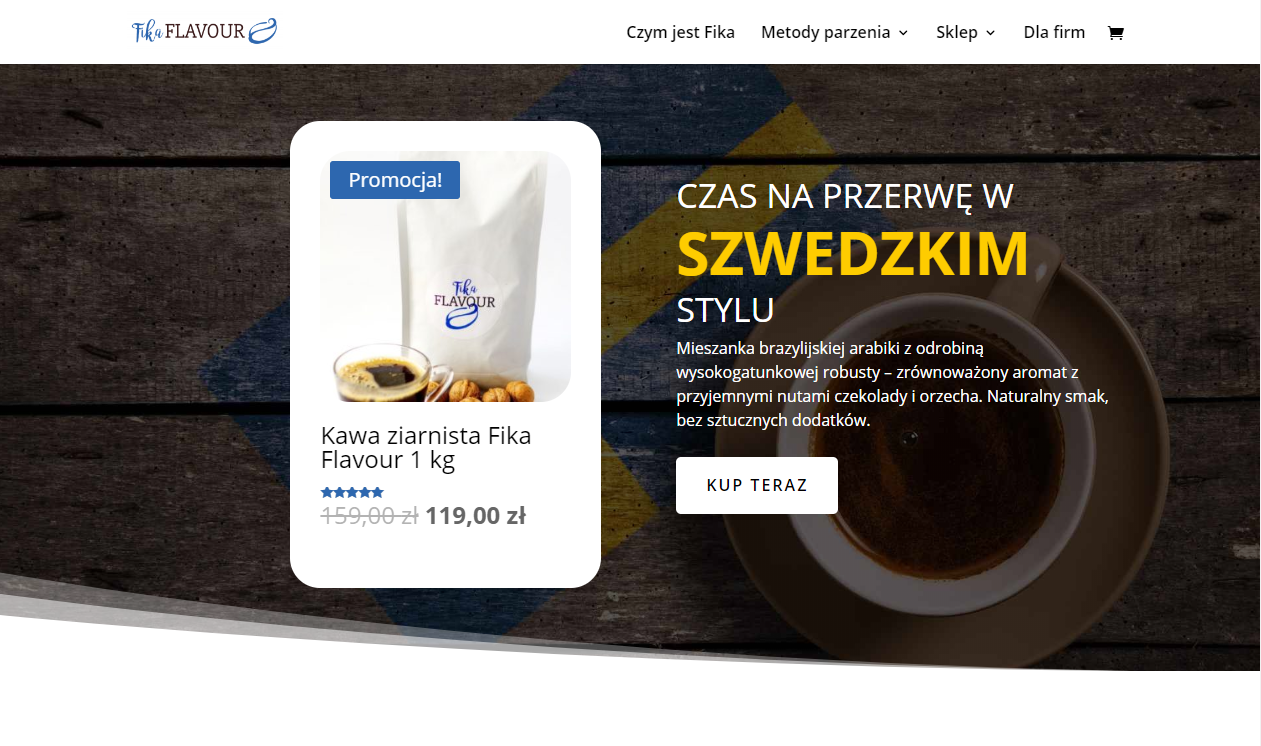 Fika FLAVOUR
Czym jest Fika
Metody parzenia
Sklep
Dla firm
Promocja!
Fika
FLAVOUR
Kawa ziarnista Fika
Flavour 1 kg
159,00 zł 119,00 zł
CZAS NA PRZERWĘ W
SZWEDZKIM
STYLU
Mieszanka brazylijskiej arabiki z odrobiną
wysokogatunkowej robusty – zrównoważony aromat z
przyjemnymi nutami czekolady i orzecha. Naturalny smak,
bez sztucznych dodatków.
KUP TERAZ